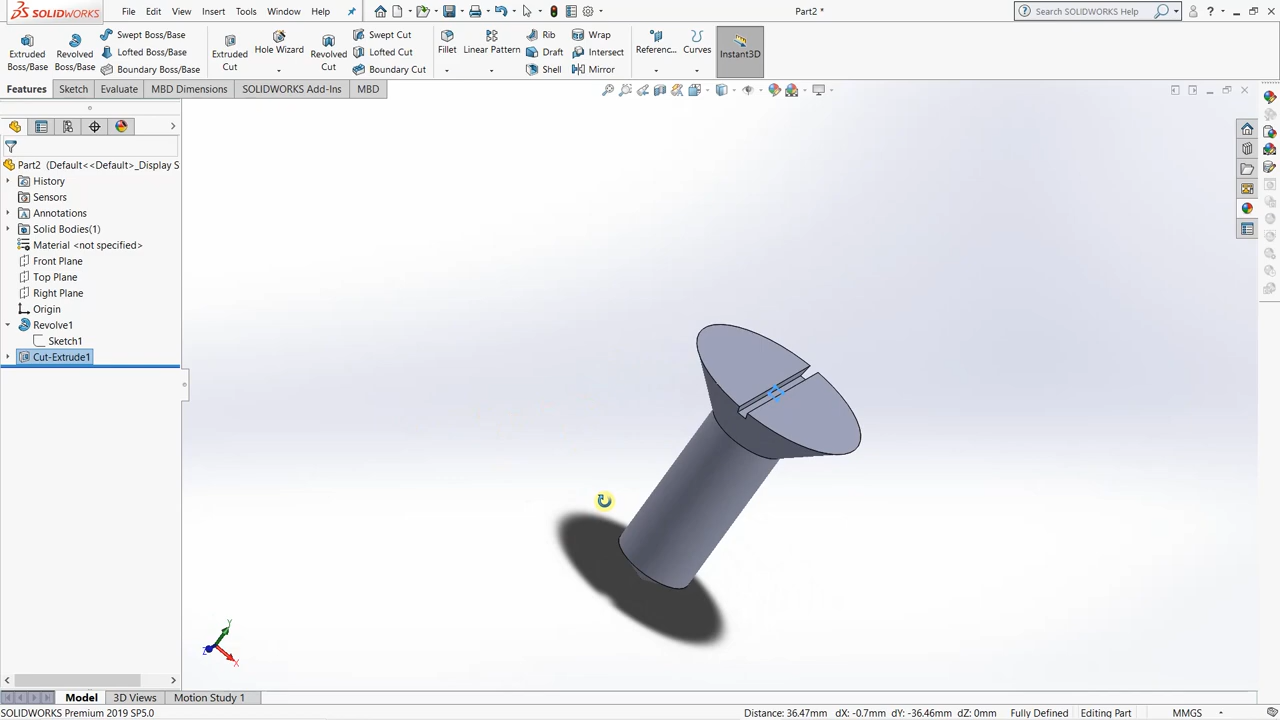 SOLIDWORKS File Edit View Insert Tools Window Help Part2 * Search SOLIDWORKS Help
Extruded Boss/Base Revolved Boss/Base Swept Boss/Base Lofted Boss/Base Boundary Boss/Base Extruded Cut Hole Wizard Revolved Cut Swept Cut Lofted Cut Boundary Cut Fillet Linear Pattern Rib Draft Shell Wrap Intersect Mirror Referenc... Curves Instant3D
Features Sketch Evaluate MBD Dimensions SOLIDWORKS Add-Ins MBD
Part2 (Default<<Default>_Display S
History
Sensors
Annotations
Solid Bodies(1)
Material <not specified>
Front Plane
Top Plane
Right Plane
Origin
Revolve1
Sketch1
Cut-Extrude1
Y
Z
X
Model 3D Views Motion Study 1
SOLIDWORKS Premium 2019 SP5.0 Distance: 36.47mm dX: -0.7mm dY: -36.46mm dZ: 0mm Fully Defined Editing Part MMGS